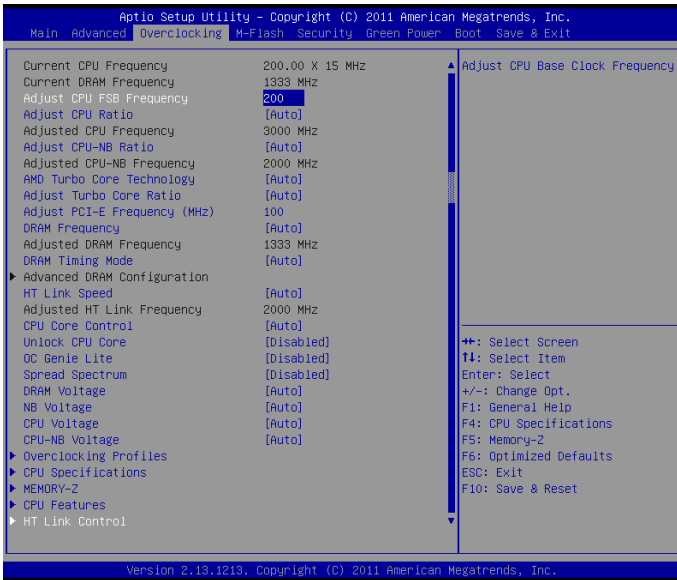 Aptio Setup Utility – Copyright (C) 2011 American Megatrends, Inc.
Main Advanced Overclocking M-Flash Security Green Power Boot Save & Exit
Current CPU Frequency 200.00 X 15 MHz
Current DRAM Frequency 1333 MHz
Adjust CPU FSB Frequency 200
Adjust CPU Ratio [Auto]
Adjusted CPU Frequency 3000 MHz
Adjust CPU-NB Ratio [Auto]
Adjusted CPU-NB Frequency 2000 MHz
AMD Turbo Core Technology [Auto]
Adjust Turbo Core Ratio [Auto]
Adjust PCI-E Frequency (MHz) 100
DRAM Frequency [Auto]
Adjusted DRAM Frequency 1333 MHz
DRAM Timing Mode [Auto]
Advanced DRAM Configuration
HT Link Speed [Auto]
Adjusted HT Link Frequency 2000 MHz
CPU Core Control [Auto]
Unlock CPU Core [Disabled]
OC Genie Lite [Disabled]
Spread Spectrum [Disabled]
DRAM Voltage [Auto]
NB Voltage [Auto]
CPU Voltage [Auto]
CPU-NB Voltage [Auto]
Overclocking Profiles
CPU Specifications
MEMORY-Z
CPU Features
HT Link Control
Adjust CPU Base Clock Frequency
→←: Select Screen
↑↓: Select Item
Enter: Select
+/-: Change Opt.
F1: General Help
F4: CPU Specifications
F5: Memory-Z
F6: Optimized Defaults
ESC: Exit
F10: Save & Reset
Version 2.13.1213. Copyright (C) 2011 American Megatrends, Inc.